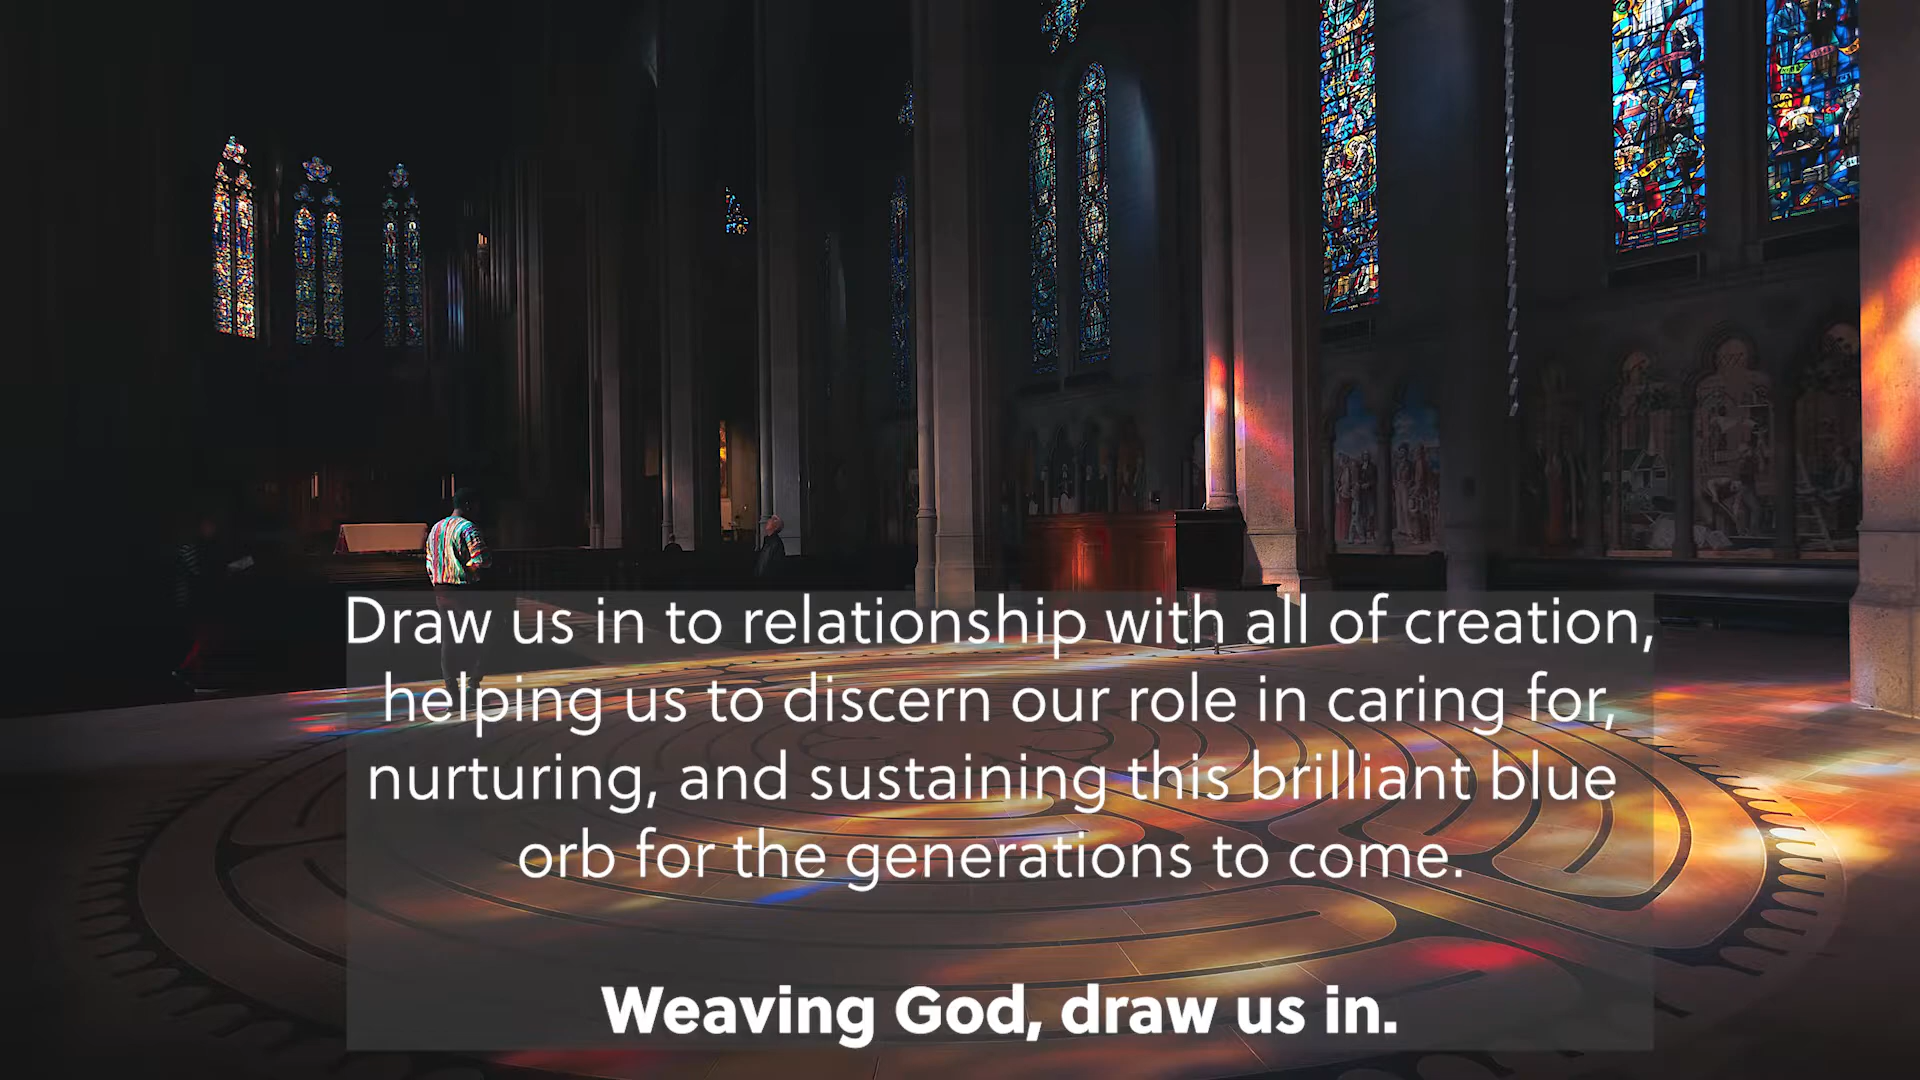 Draw us in to relationship with all of creation,
helping us to discern our role in caring for,
nurturing, and sustaining this brilliant blue
orb for the generations to come.
Weaving God, draw us in.